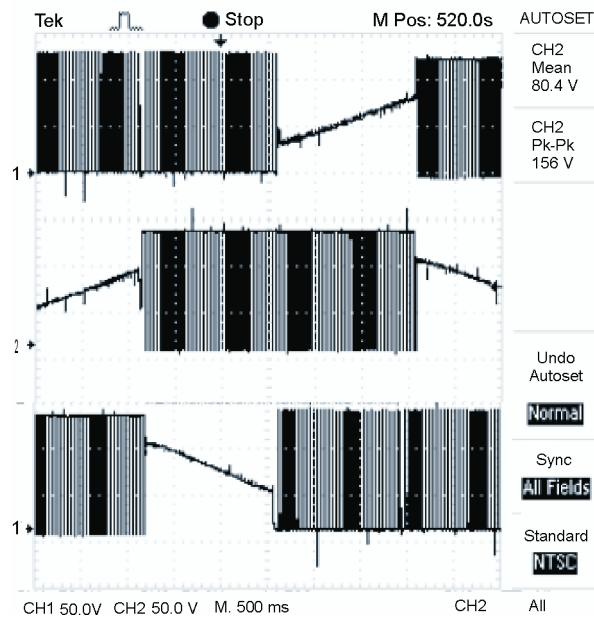 Tek Stop M Pos: 520.0s AUTOSET
CH2
Mean
80.4 V
CH2
Pk-Pk
156 V
1
2
Undo
Autoset
Normal
Sync
All Fields
1
Standard
NTSC
CH1 50.0V CH2 50.0 V M. 500 ms CH2 All